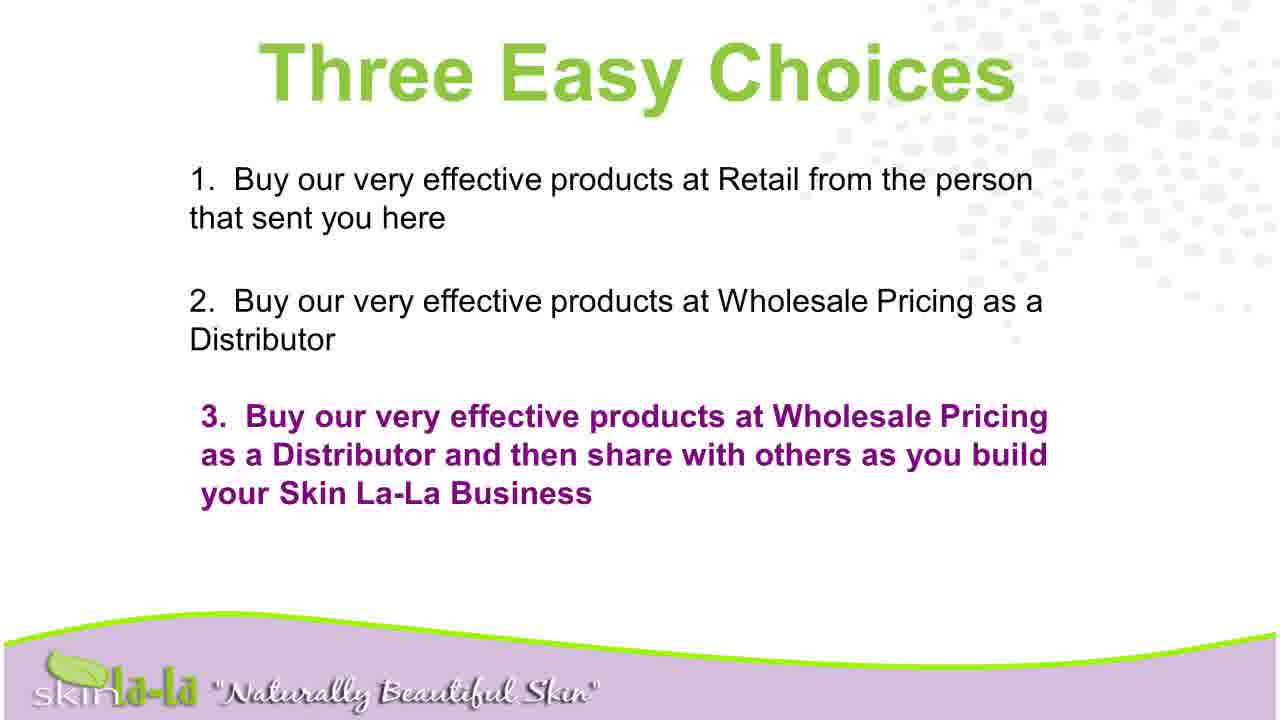 Three Easy Choices
1. Buy our very effective products at Retail from the person
that sent you here
2. Buy our very effective products at Wholesale Pricing as a
Distributor
3. Buy our very effective products at Wholesale Pricing
as a Distributor and then share with others as you build
your Skin La-La Business
skin la-la "Naturally Beautiful Skin"